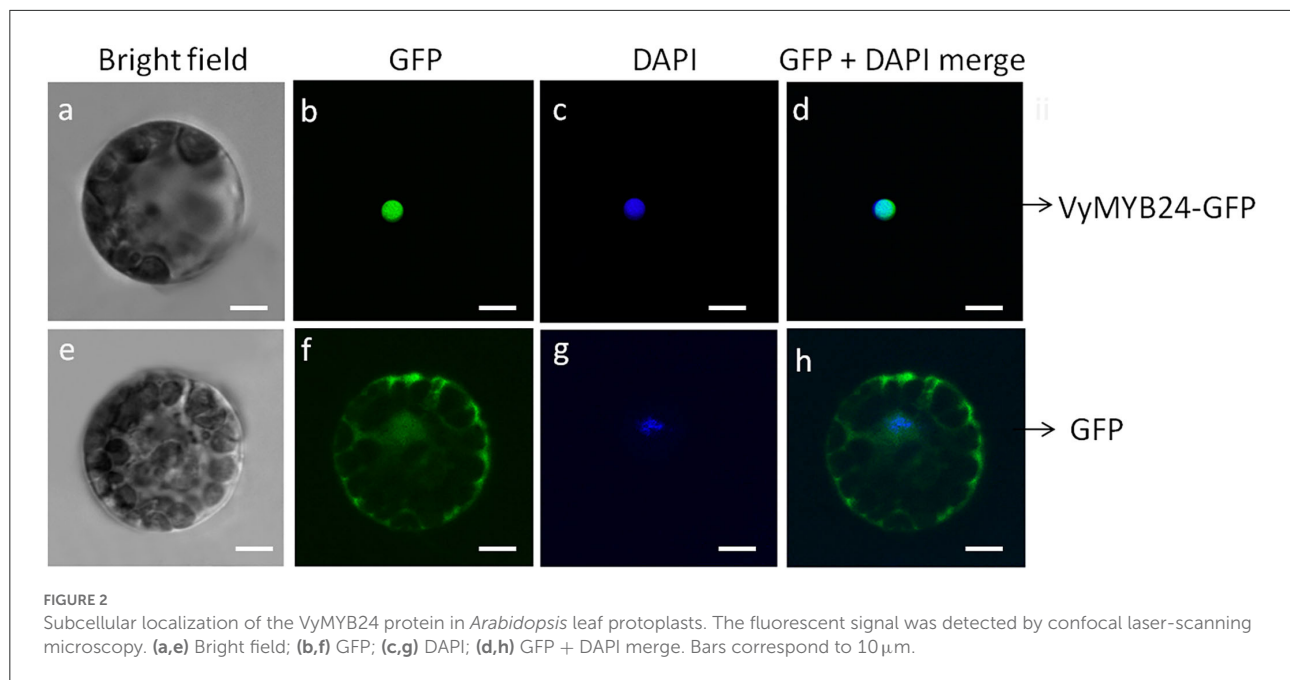 Bright field GFP DAPI GFP + DAPI merge
a b c d ii
VyMYB24-GFP
e f g h
GFP
FIGURE 2
Subcellular localization of the VyMYB24 protein in Arabidopsis leaf protoplasts. The fluorescent signal was detected by confocal laser-scanning
microscopy. (a,e) Bright field; (b,f) GFP; (c,g) DAPI; (d,h) GFP + DAPI merge. Bars correspond to 10 μm.